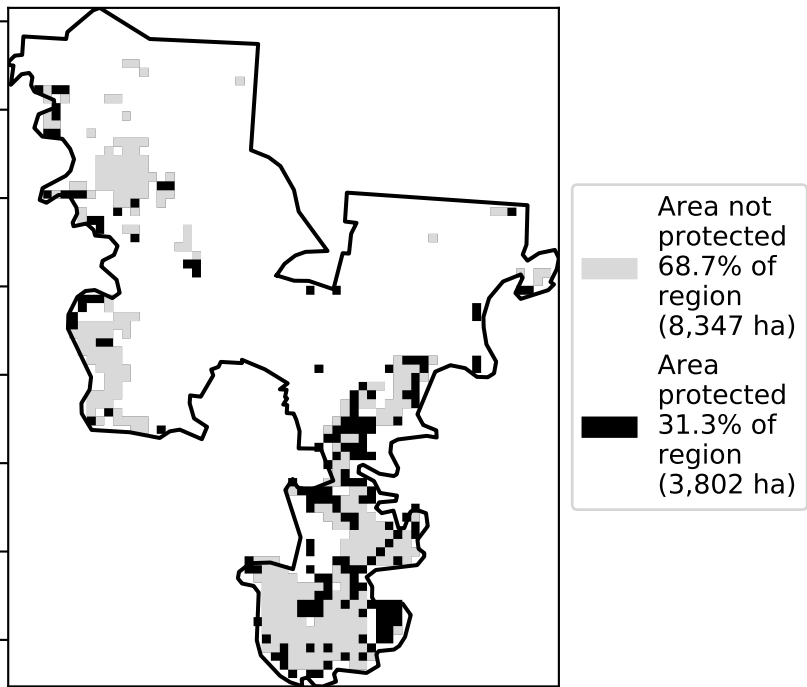 Area not
protected
68.7% of
region
(8,347 ha)
Area
protected
31.3% of
region
(3,802 ha)